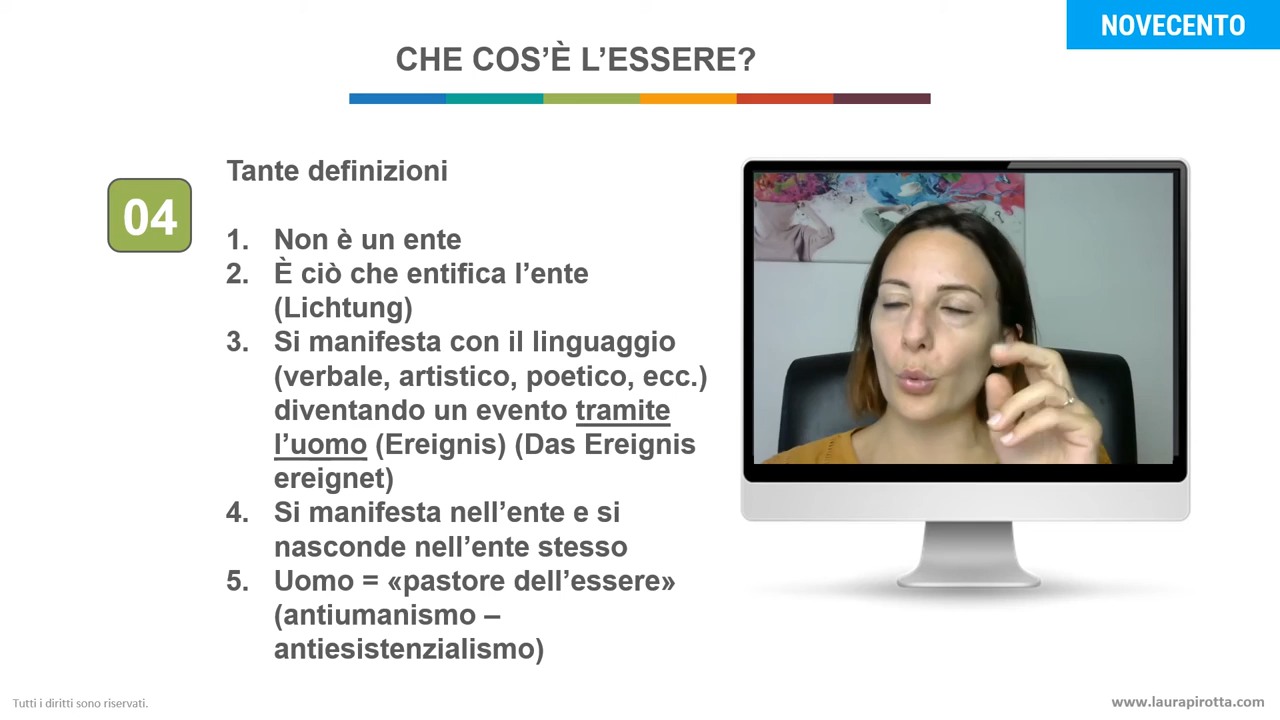 NOVECENTO
CHE COS’È L’ESSERE?
04
Tante definizioni
1. Non è un ente
2. È ciò che entifica l’ente
(Lichtung)
3. Si manifesta con il linguaggio
(verbale, artistico, poetico, ecc.)
diventando un evento tramite
l’uomo (Ereignis) (Das Ereignis
ereignet)
4. Si manifesta nell’ente e si
nasconde nell’ente stesso
5. Uomo = «pastore dell’essere»
(antiumanismo –
antiesistenzialismo)
Tutti i diritti sono riservati.
www.laurapirotta.com